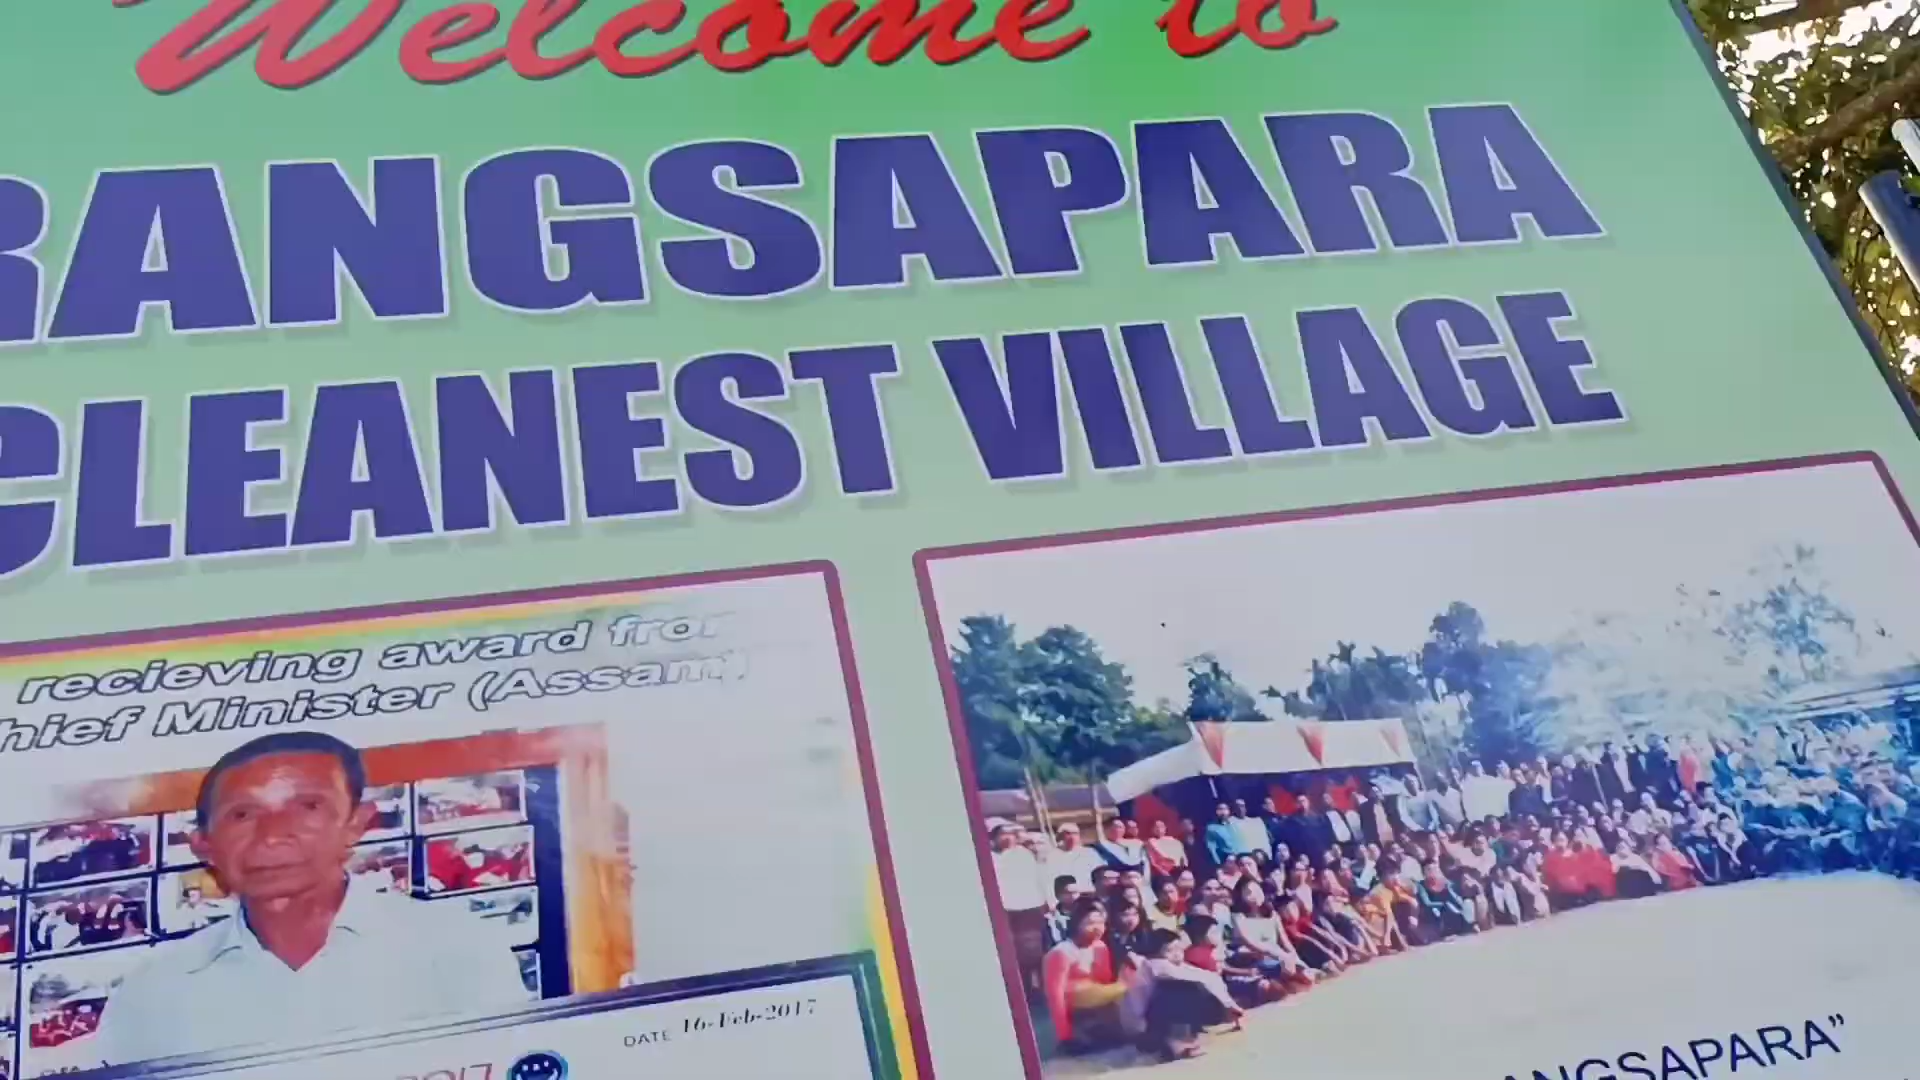 Welcome to
RANGSAPARA
CLEANEST VILLAGE
recieving award from
hief Minister (Assam)
DATE 16-Feb-2017
2017
ANGSAPARA”